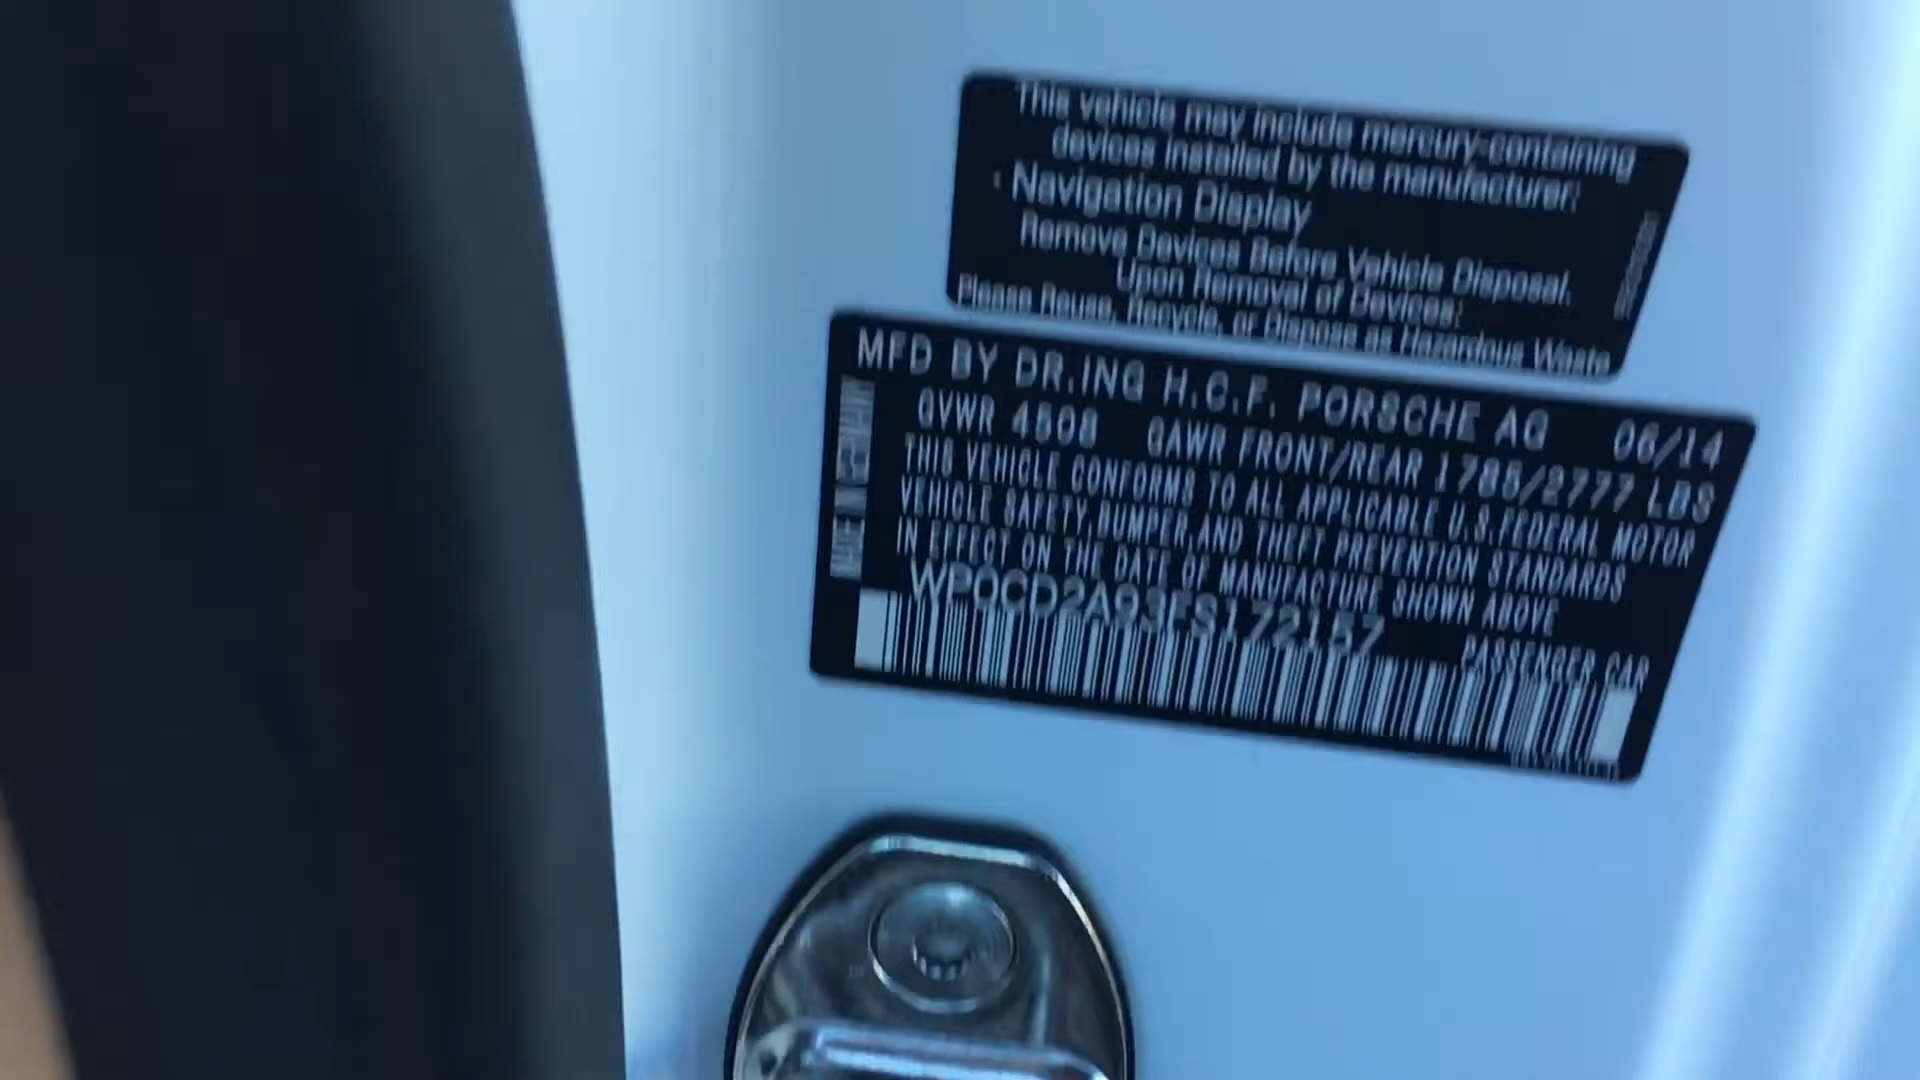 This vehicle may include mercury-containing
devices installed by the manufacturer:
· Navigation Display
Remove Devices Before Vehicle Disposal.
Upon Removal of Devices:
Please Reuse, Recycle, or Dispose as Hazardous Waste
MFD BY DR.ING H.C.F. PORSCHE AG 06/14
GVWR 4508 GAWR FRONT/REAR 1785/2777 LBS
THIS VEHICLE CONFORMS TO ALL APPLICABLE U.S.FEDERAL MOTOR
VEHICLE SAFETY,BUMPER,AND THEFT PREVENTION STANDARDS
IN EFFECT ON THE DATE OF MANUFACTURE SHOWN ABOVE
WP0CD2A93FS172157
PASSENGER CAR
MADE IN GERMANY